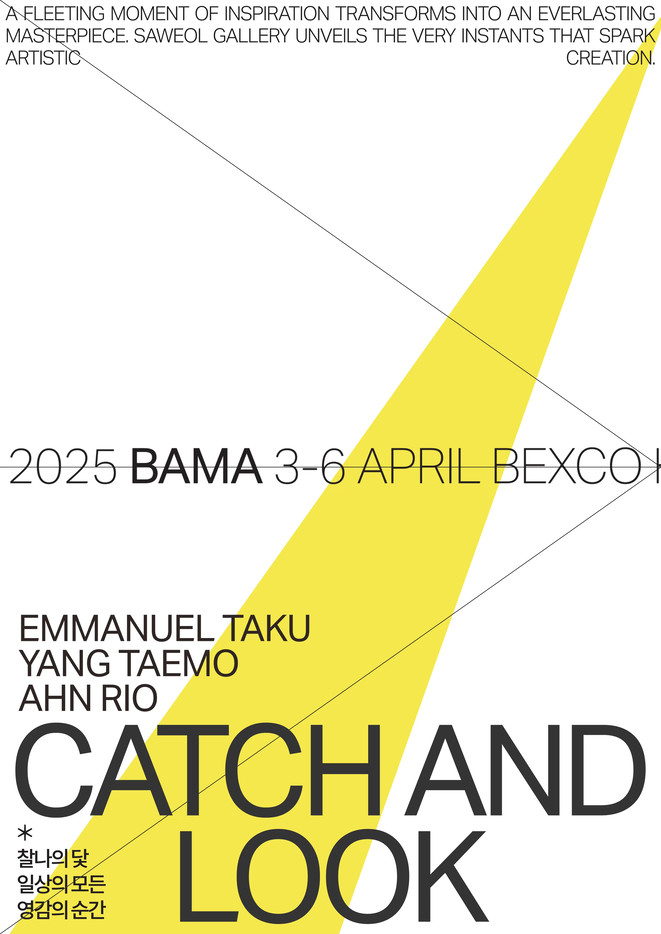 A FLEETING MOMENT OF INSPIRATION TRANSFORMS INTO AN EVERLASTING
MASTERPIECE. SAWEOL GALLERY UNVEILS THE VERY INSTANTS THAT SPARK
ARTISTIC CREATION.
2025 BAMA 3-6 APRIL BEXCO
EMMANUEL TAKU
YANG TAEMO
AHN RIO
CATCH AND
LOOK
*
찰나의 닻
일상의 모든
영감의 순간